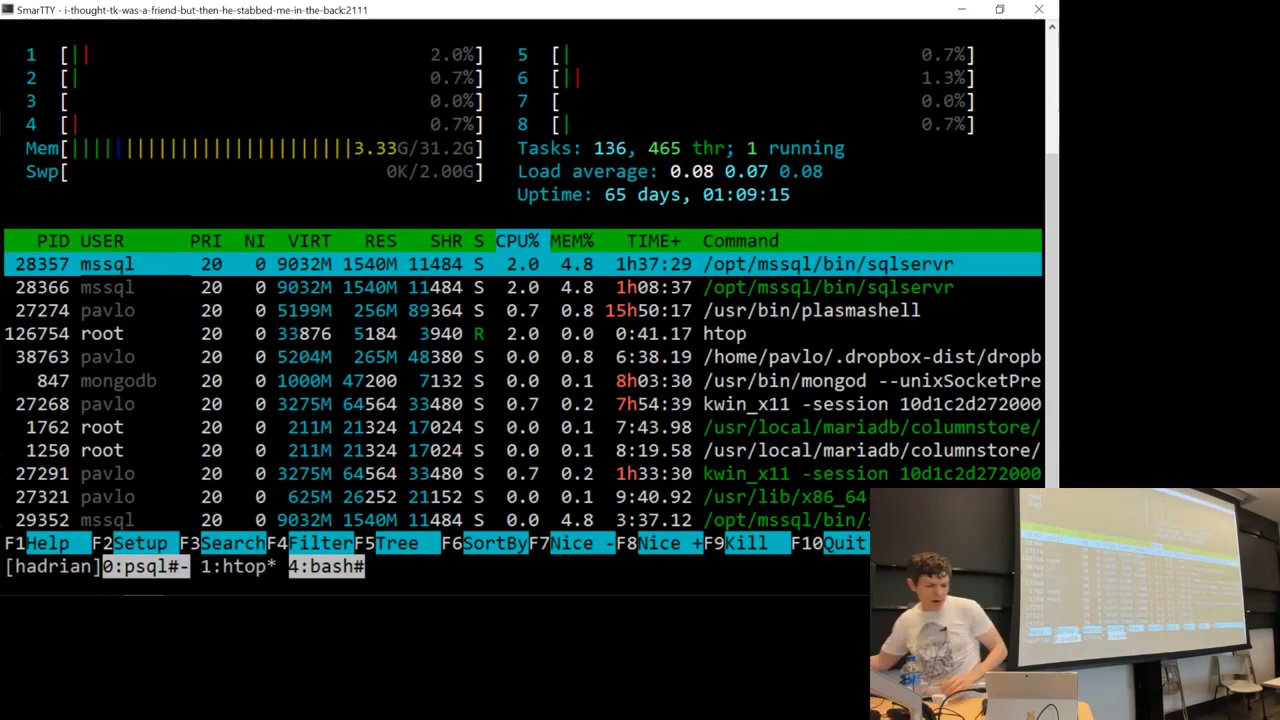 SmarTTY - i-thought-tk-was-a-friend-but-then-he-stabbed-me-in-the-back:2111
1 [|| 2.0%] 5 [| 0.7%]
2 [| 0.7%] 6 [|| 1.3%]
3 [ 0.0%] 7 [ 0.0%]
4 [| 0.7%] 8 [| 0.7%]
Mem[|||||||||||||||||||||||||3.33G/31.2G] Tasks: 136, 465 thr; 1 running
Swp[ 0K/2.00G] Load average: 0.08 0.07 0.08
Uptime: 65 days, 01:09:15
PID USER PRI NI VIRT RES SHR S CPU% MEM% TIME+ Command
28357 mssql 20 0 9032M 1540M 11484 S 2.0 4.8 1h37:29 /opt/mssql/bin/sqlservr
28366 mssql 20 0 9032M 1540M 11484 S 2.0 4.8 1h08:37 /opt/mssql/bin/sqlservr
27274 pavlo 20 0 5199M 256M 89364 S 0.7 0.8 15h50:17 /usr/bin/plasmashell
126754 root 20 0 33876 5184 3940 R 2.0 0.0 0:41.17 htop
38763 pavlo 20 0 5204M 265M 48380 S 0.0 0.8 6:38.19 /home/pavlo/.dropbox-dist/dropb
847 mongodb 20 0 1000M 47200 7132 S 0.0 0.1 8h03:30 /usr/bin/mongod --unixSocketPre
27268 pavlo 20 0 3275M 64564 33480 S 0.7 0.2 7h54:39 kwin_x11 -session 10d1c2d272000
1762 root 20 0 211M 21324 17024 S 0.0 0.1 7:43.98 /usr/local/mariadb/columnstore/
1250 root 20 0 211M 21324 17024 S 0.0 0.1 8:19.59 /usr/local/mariadb/columnstore/
27291 pavlo 20 0 3275M 64564 33480 S 0.7 0.2 1h33:30 kwin_x11 -session 10d1c2d272000
27321 pavlo 20 0 625M 26252 21152 S 0.0 0.1 9:40.92 /usr/lib/x86_64
29352 mssql 20 0 9032M 1540M 11484 S 0.0 4.8 3:37.12 /opt/mssql/bin/s
F1Help F2Setup F3SearchF4FilterF5Tree F6SortByF7Nice -F8Nice +F9Kill F10Quit
[hadrian]0:psql#- 1:htop* 4:bash#